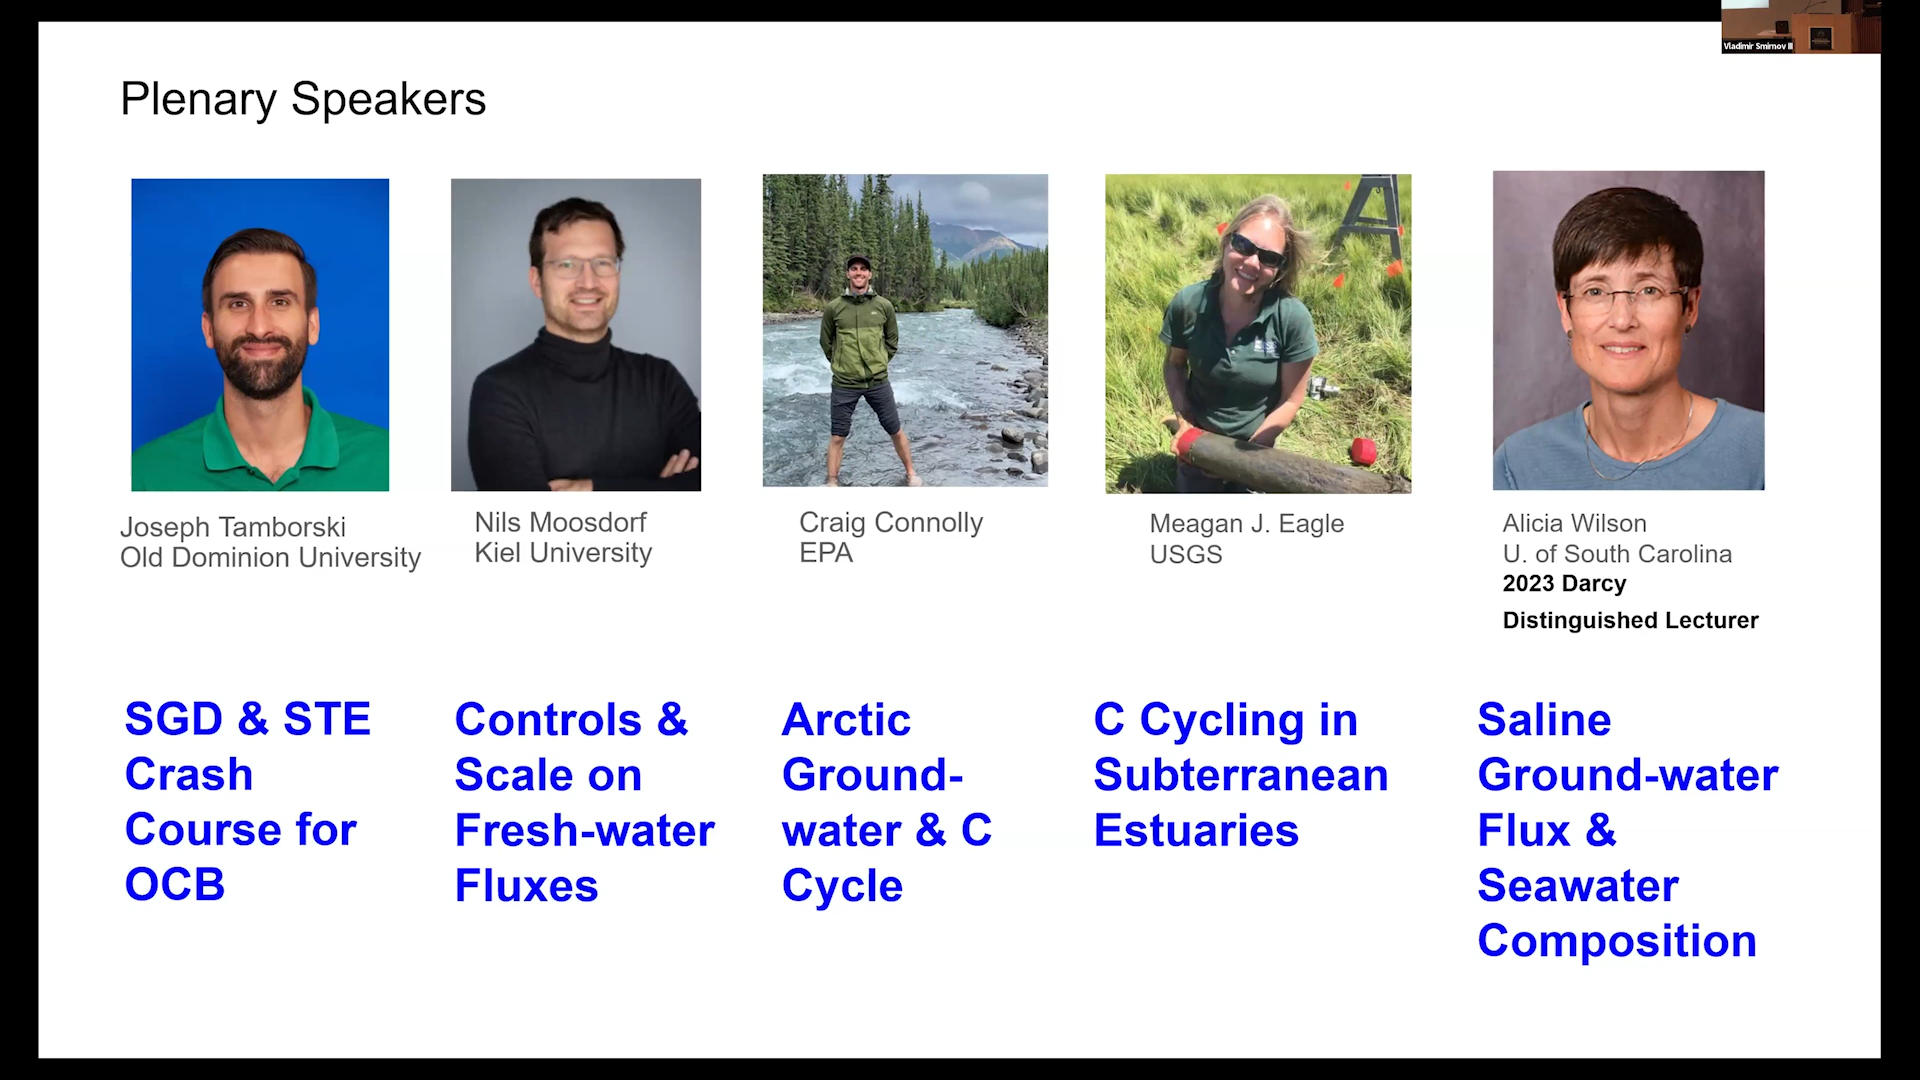 Vladimir Smirnov II
Plenary Speakers
Joseph Tamborski
Old Dominion University
Nils Moosdorf
Kiel University
Craig Connolly
EPA
Meagan J. Eagle
USGS
Alicia Wilson
U. of South Carolina
2023 Darcy
Distinguished Lecturer
SGD & STE
Crash
Course for
OCB
Controls &
Scale on
Fresh-water
Fluxes
Arctic
Ground-
water & C
Cycle
C Cycling in
Subterranean
Estuaries
Saline
Ground-water
Flux &
Seawater
Composition